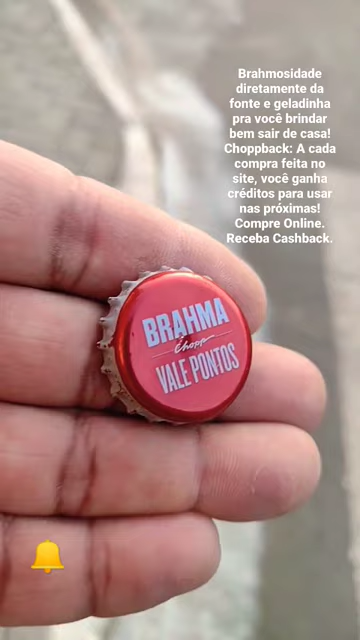 Brahmosidade
diretamente da
fonte e geladinha
pra você brindar
bem sair de casa!
Choppback: A cada
compra feita no
site, você ganha
créditos para usar
nas próximas!
Compre Online.
Receba Cashback.
BRAHMA
Chopp
VALE PONTOS